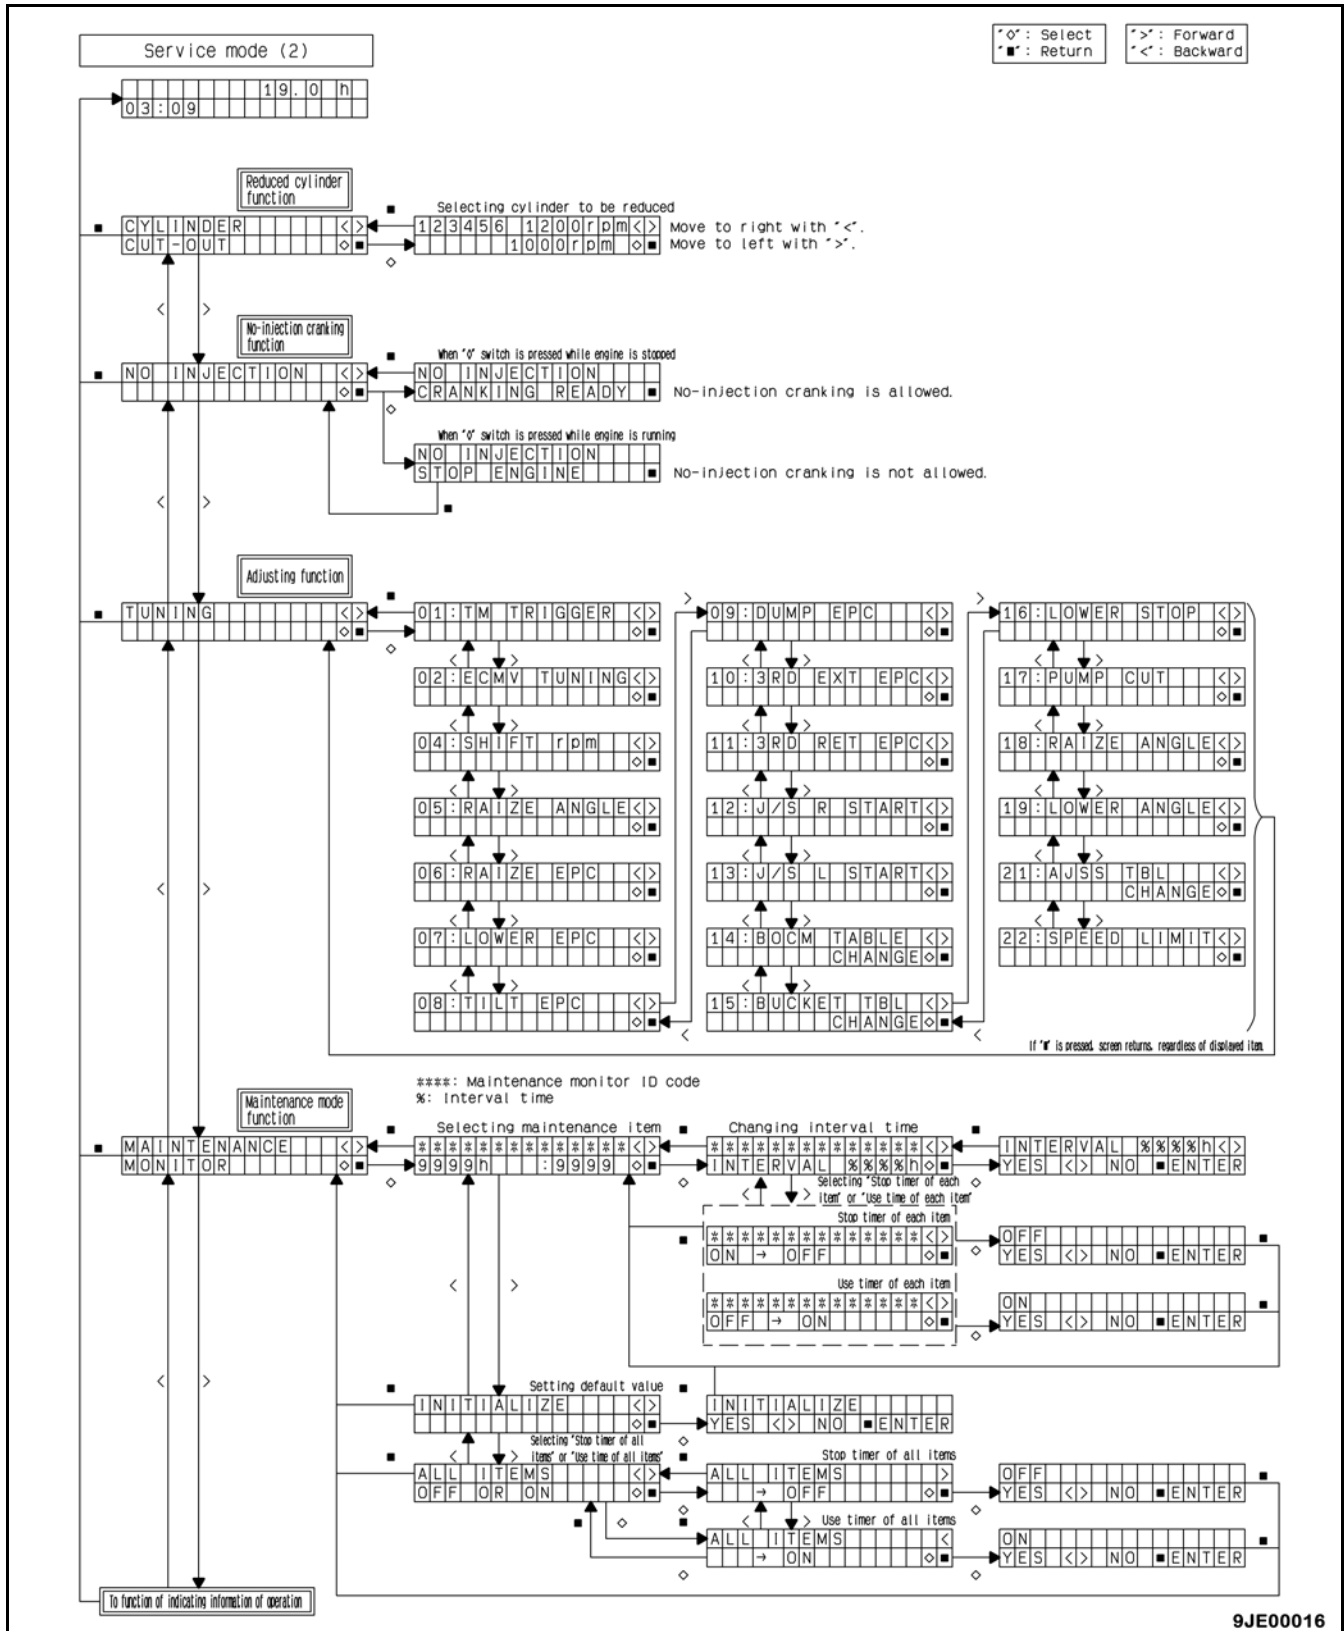 Service mode (2)
"◇": Select
"■": Return
">": Forward
"<": Backward
19.0 h
03:09
Reduced cylinder
function
■
Selecting cylinder to be reduced
CYLINDER <>
CUT-OUT ◇■
123456 1200rpm<>
1000rpm ◇■
Move to right with "<".
Move to left with ">".
◇
< >
No-injection cranking
function
■
When "◇" switch is pressed while engine is stopped
NO INJECTION <>
◇■
NO INJECTION
CRANKING READY ■
No-injection cranking is allowed.
◇
When "◇" switch is pressed while engine is running
NO INJECTION
STOP ENGINE ■
No-injection cranking is not allowed.
■
< >
Adjusting function
■
TUNING <>
◇■
◇
01:TM TRIGGER <>
◇■
< >
02:ECMV TUNING<>
◇■
< >
04:SHIFT rpm <>
◇■
< >
05:RAIZE ANGLE<>
◇■
< >
06:RAIZE EPC <>
◇■
< >
07:LOWER EPC <>
◇■
< >
08:TILT EPC <>
◇■
>
<
09:DUMP EPC <>
◇■
< >
10:3RD EXT EPC<>
◇■
< >
11:3RD RET EPC<>
◇■
< >
12:J/S R START<>
◇■
< >
13:J/S L START<>
◇■
< >
14:BOCM TABLE <>
CHANGE◇■
< >
15:BUCKET TBL <>
CHANGE◇■
>
<
16:LOWER STOP <>
◇■
< >
17:PUMP CUT <>
◇■
< >
18:RAIZE ANGLE<>
◇■
< >
19:LOWER ANGLE<>
◇■
< >
21:AJSS TBL
CHANGE◇■
< >
22:SPEED LIMIT<>
◇■
If "■" is pressed, screen returns, regardless of displayed item.
< >
****: Maintenance monitor ID code
%: Interval time
Maintenance mode
function
■
Selecting maintenance item
■
Changing interval time
■
MAINTENANCE <>
MONITOR ◇■
**************<>
9999h :9999 ◇■
**************<>
INTERVAL %%%%h◇■
INTERVAL %%%%h<>
YES <> NO ■ENTER
◇
◇
◇
Selecting "Stop timer of each
item" or "Use time of each item"
< >
Stop timer of each item
**************<>
ON → OFF ◇■
OFF
YES <> NO ■ENTER
■
◇
Use timer of each item
**************<>
OFF → ON ◇■
ON
YES <> NO ■ENTER
■
◇
< >
Setting default value
■
■
INITIALIZE <>
◇■
INITIALIZE
YES <> NO ■ENTER
◇
Selecting "Stop timer of all
items" or "Use time of all items"
< >
■
■
Stop timer of all items
ALL ITEMS <>
OFF OR ON ◇■
ALL ITEMS >
→ OFF ◇■
OFF
YES <> NO ■ENTER
■
◇
◇
< >
Use timer of all items
■ ◇ ■
ALL ITEMS <
→ ON ◇■
ON
YES <> NO ■ENTER
■
◇
◇
To function of indicating information of operation
9JE00016